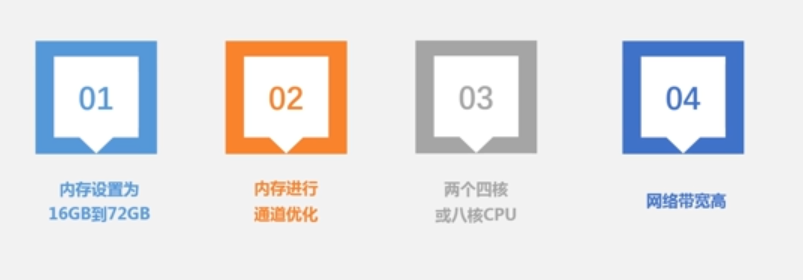 01
内存设置为
16GB到72GB
02
内存进行
通道优化
03
两个四核
或八核CPU
04
网络带宽高